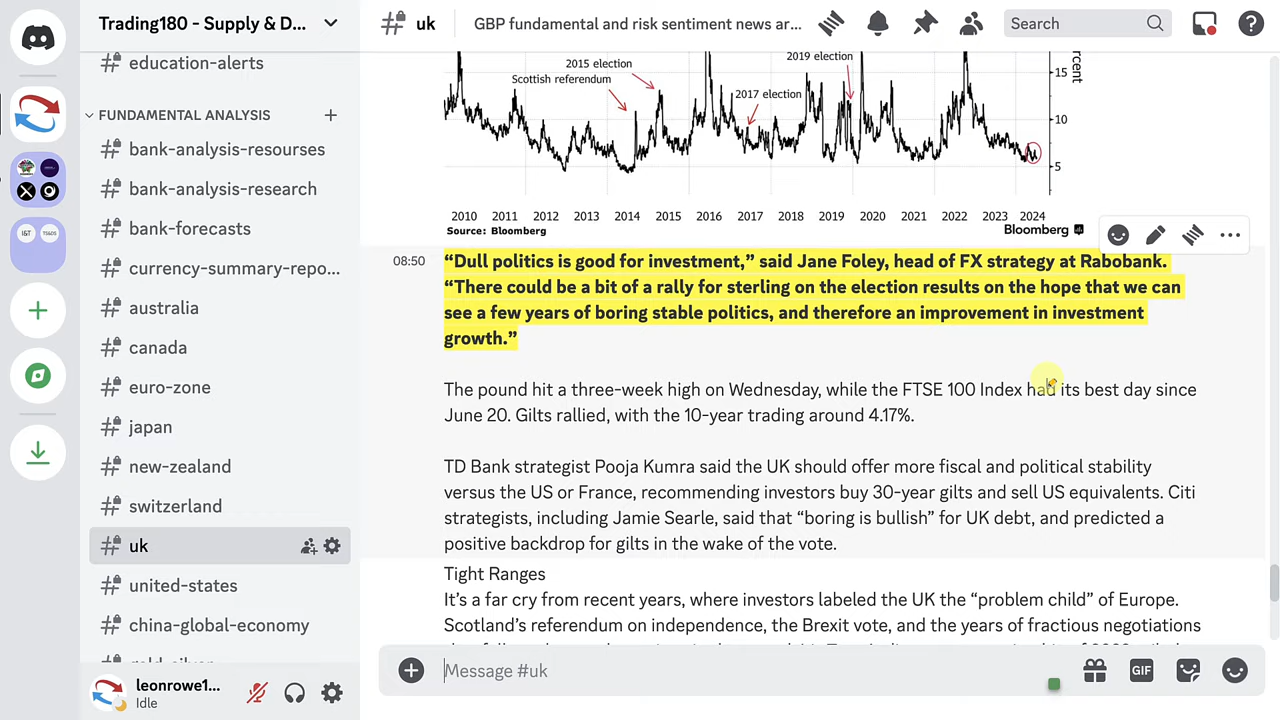 Trading180 - Supply & D...
uk
GBP fundamental and risk sentiment news ar...
Search
education-alerts
FUNDAMENTAL ANALYSIS
bank-analysis-resourses
bank-analysis-research
bank-forecasts
currency-summary-repo...
australia
canada
euro-zone
japan
new-zealand
switzerland
uk
united-states
china-global-economy
leonrowe1...
Idle
2015 election
Scottish referendum
2017 election
2019 election
15
10
5
2010 2011 2012 2013 2014 2015 2016 2017 2018 2019 2020 2021 2022 2023 2024
Source: Bloomberg
Bloomberg
08:50
“Dull politics is good for investment,” said Jane Foley, head of FX strategy at Rabobank.
“There could be a bit of a rally for sterling on the election results on the hope that we can
see a few years of boring stable politics, and therefore an improvement in investment
growth.”
The pound hit a three-week high on Wednesday, while the FTSE 100 Index had its best day since
June 20. Gilts rallied, with the 10-year trading around 4.17%.
TD Bank strategist Pooja Kumra said the UK should offer more fiscal and political stability
versus the US or France, recommending investors buy 30-year gilts and sell US equivalents. Citi
strategists, including Jamie Searle, said that “boring is bullish” for UK debt, and predicted a
positive backdrop for gilts in the wake of the vote.
Tight Ranges
It’s a far cry from recent years, where investors labeled the UK the “problem child” of Europe.
Scotland’s referendum on independence, the Brexit vote, and the years of fractious negotiations
Message #uk
GIF